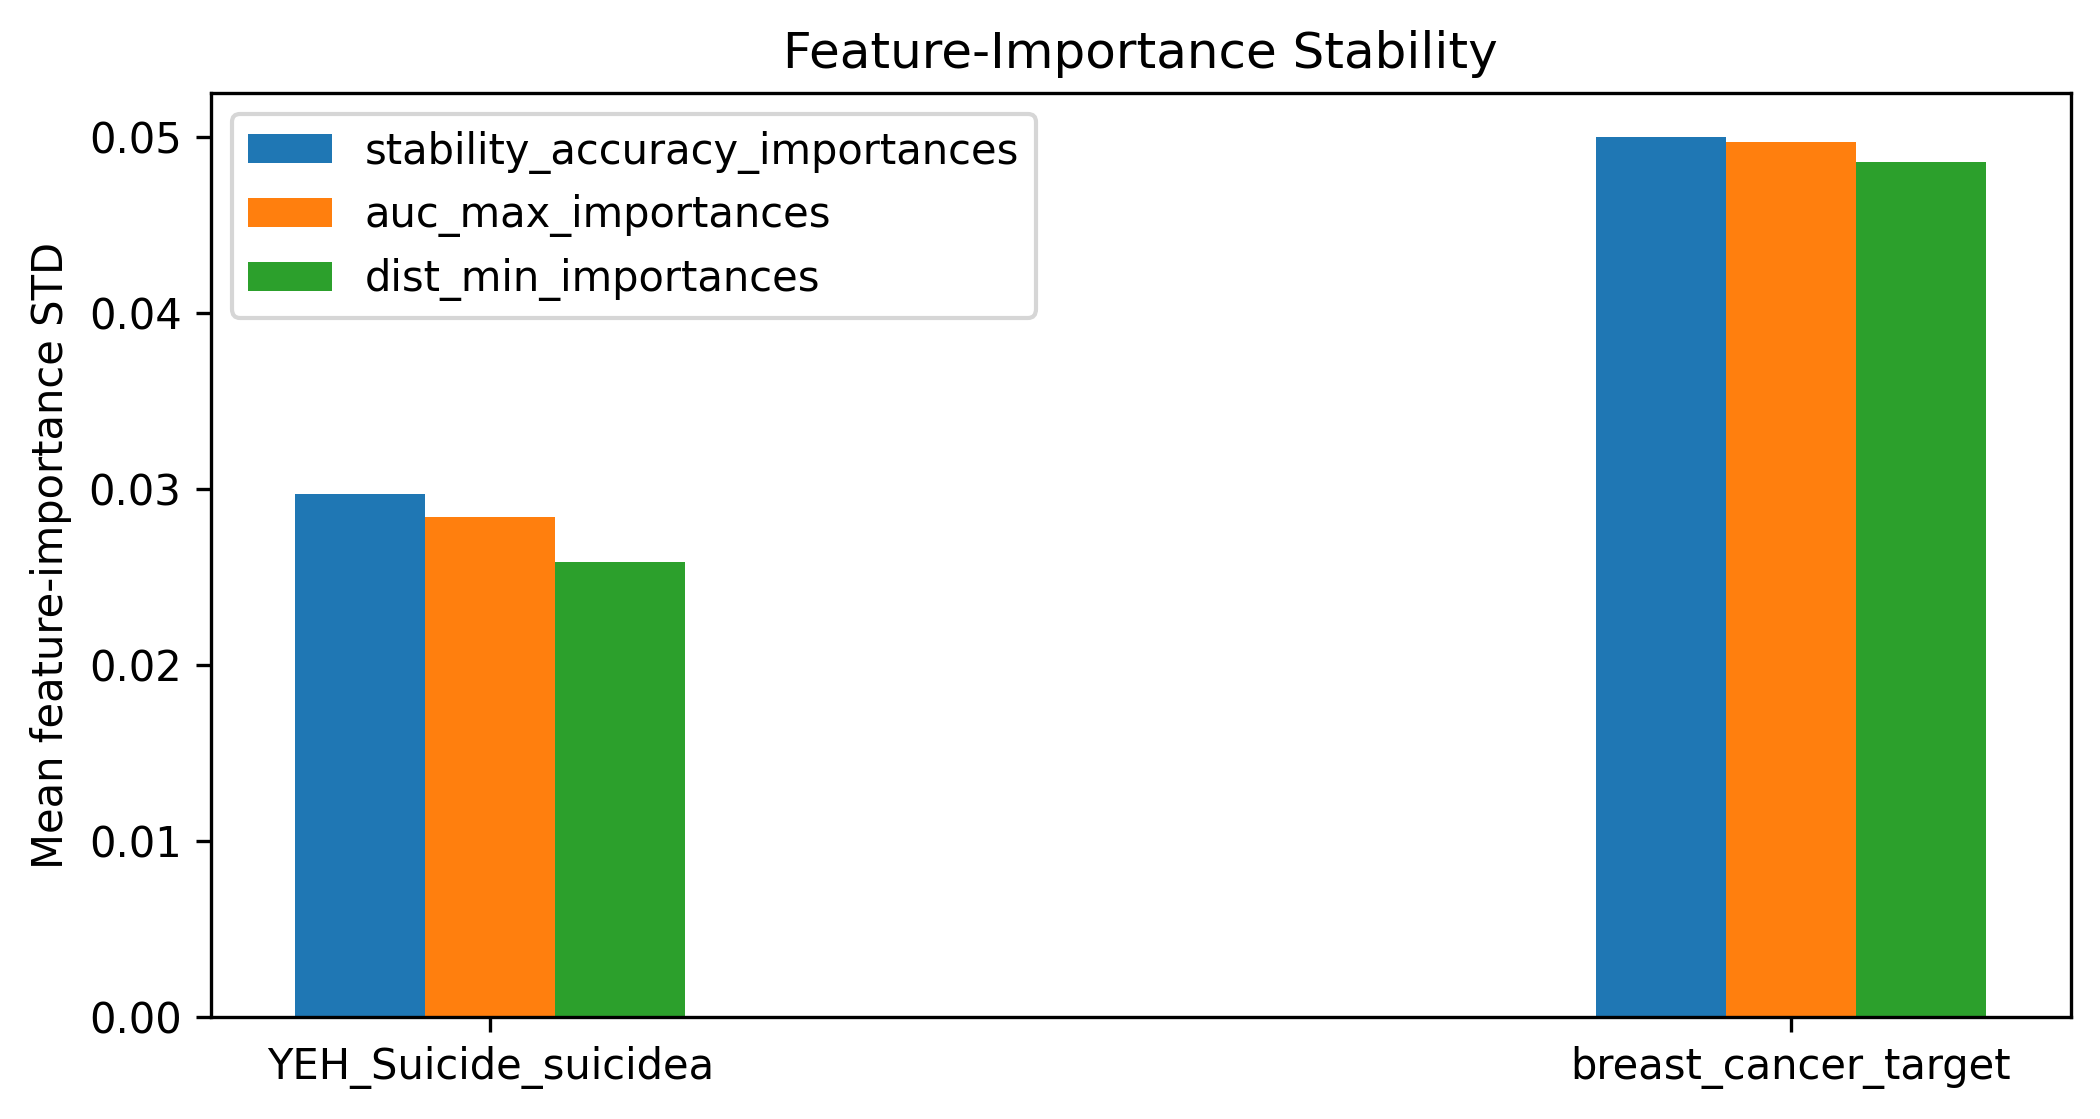 Feature-Importance Stability
stability_accuracy_importances
auc_max_importances
dist_min_importances
Mean feature-importance STD
0.05
0.04
0.03
0.02
0.01
0.00
YEH_Suicide_suicidea
breast_cancer_target